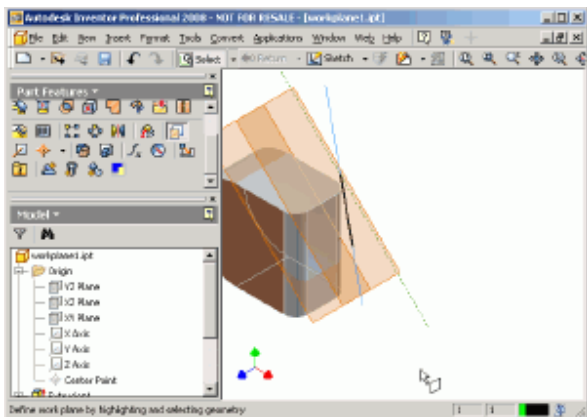 Autodesk Inventor Professional 2008 - NOT FOR RESALE - [workplane1.ipt]
File Edit View Insert Format Tools Convert Applications Window Web Help
Select Return Sketch
Part Features
Model
workplane1.ipt
Origin
YZ Plane
XZ Plane
XY Plane
X Axis
Y Axis
Z Axis
Center Point
Define work plane by highlighting and selecting geometry
1 1